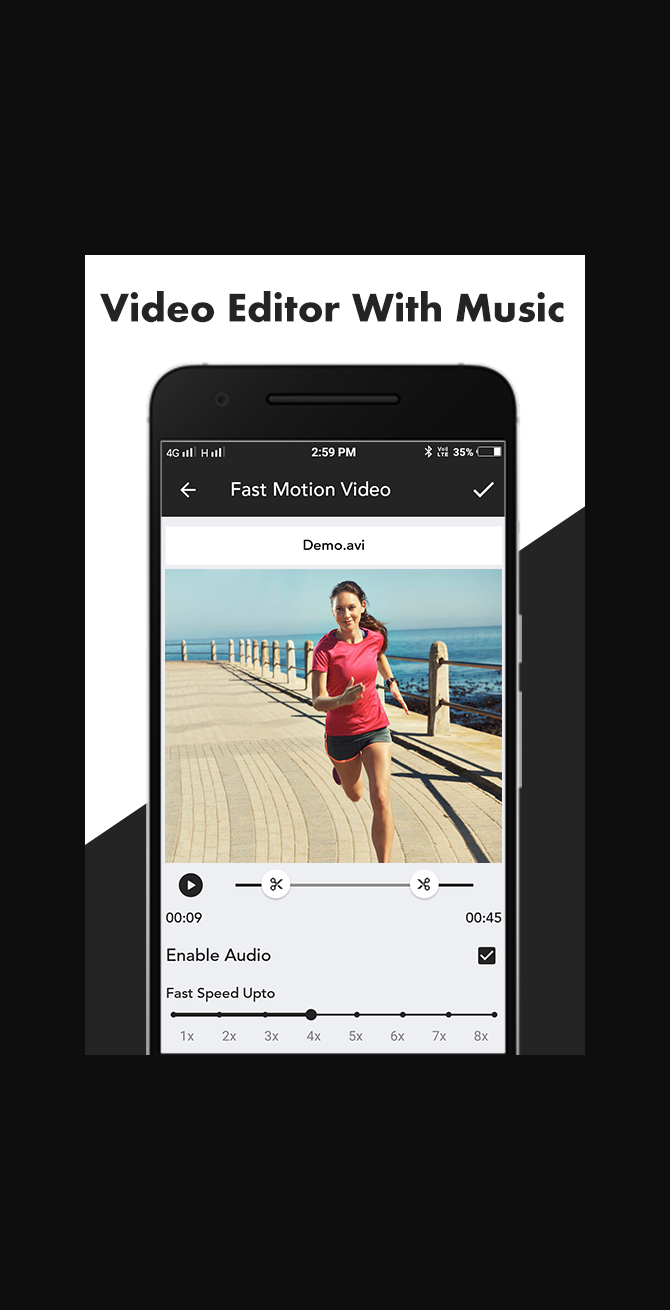 Video Editor With Music
4G H 2:59 PM VoD LTE 35%
Fast Motion Video
Demo.avi
00:09 00:45
Enable Audio
Fast Speed Upto
1x 2x 3x 4x 5x 6x 7x 8x